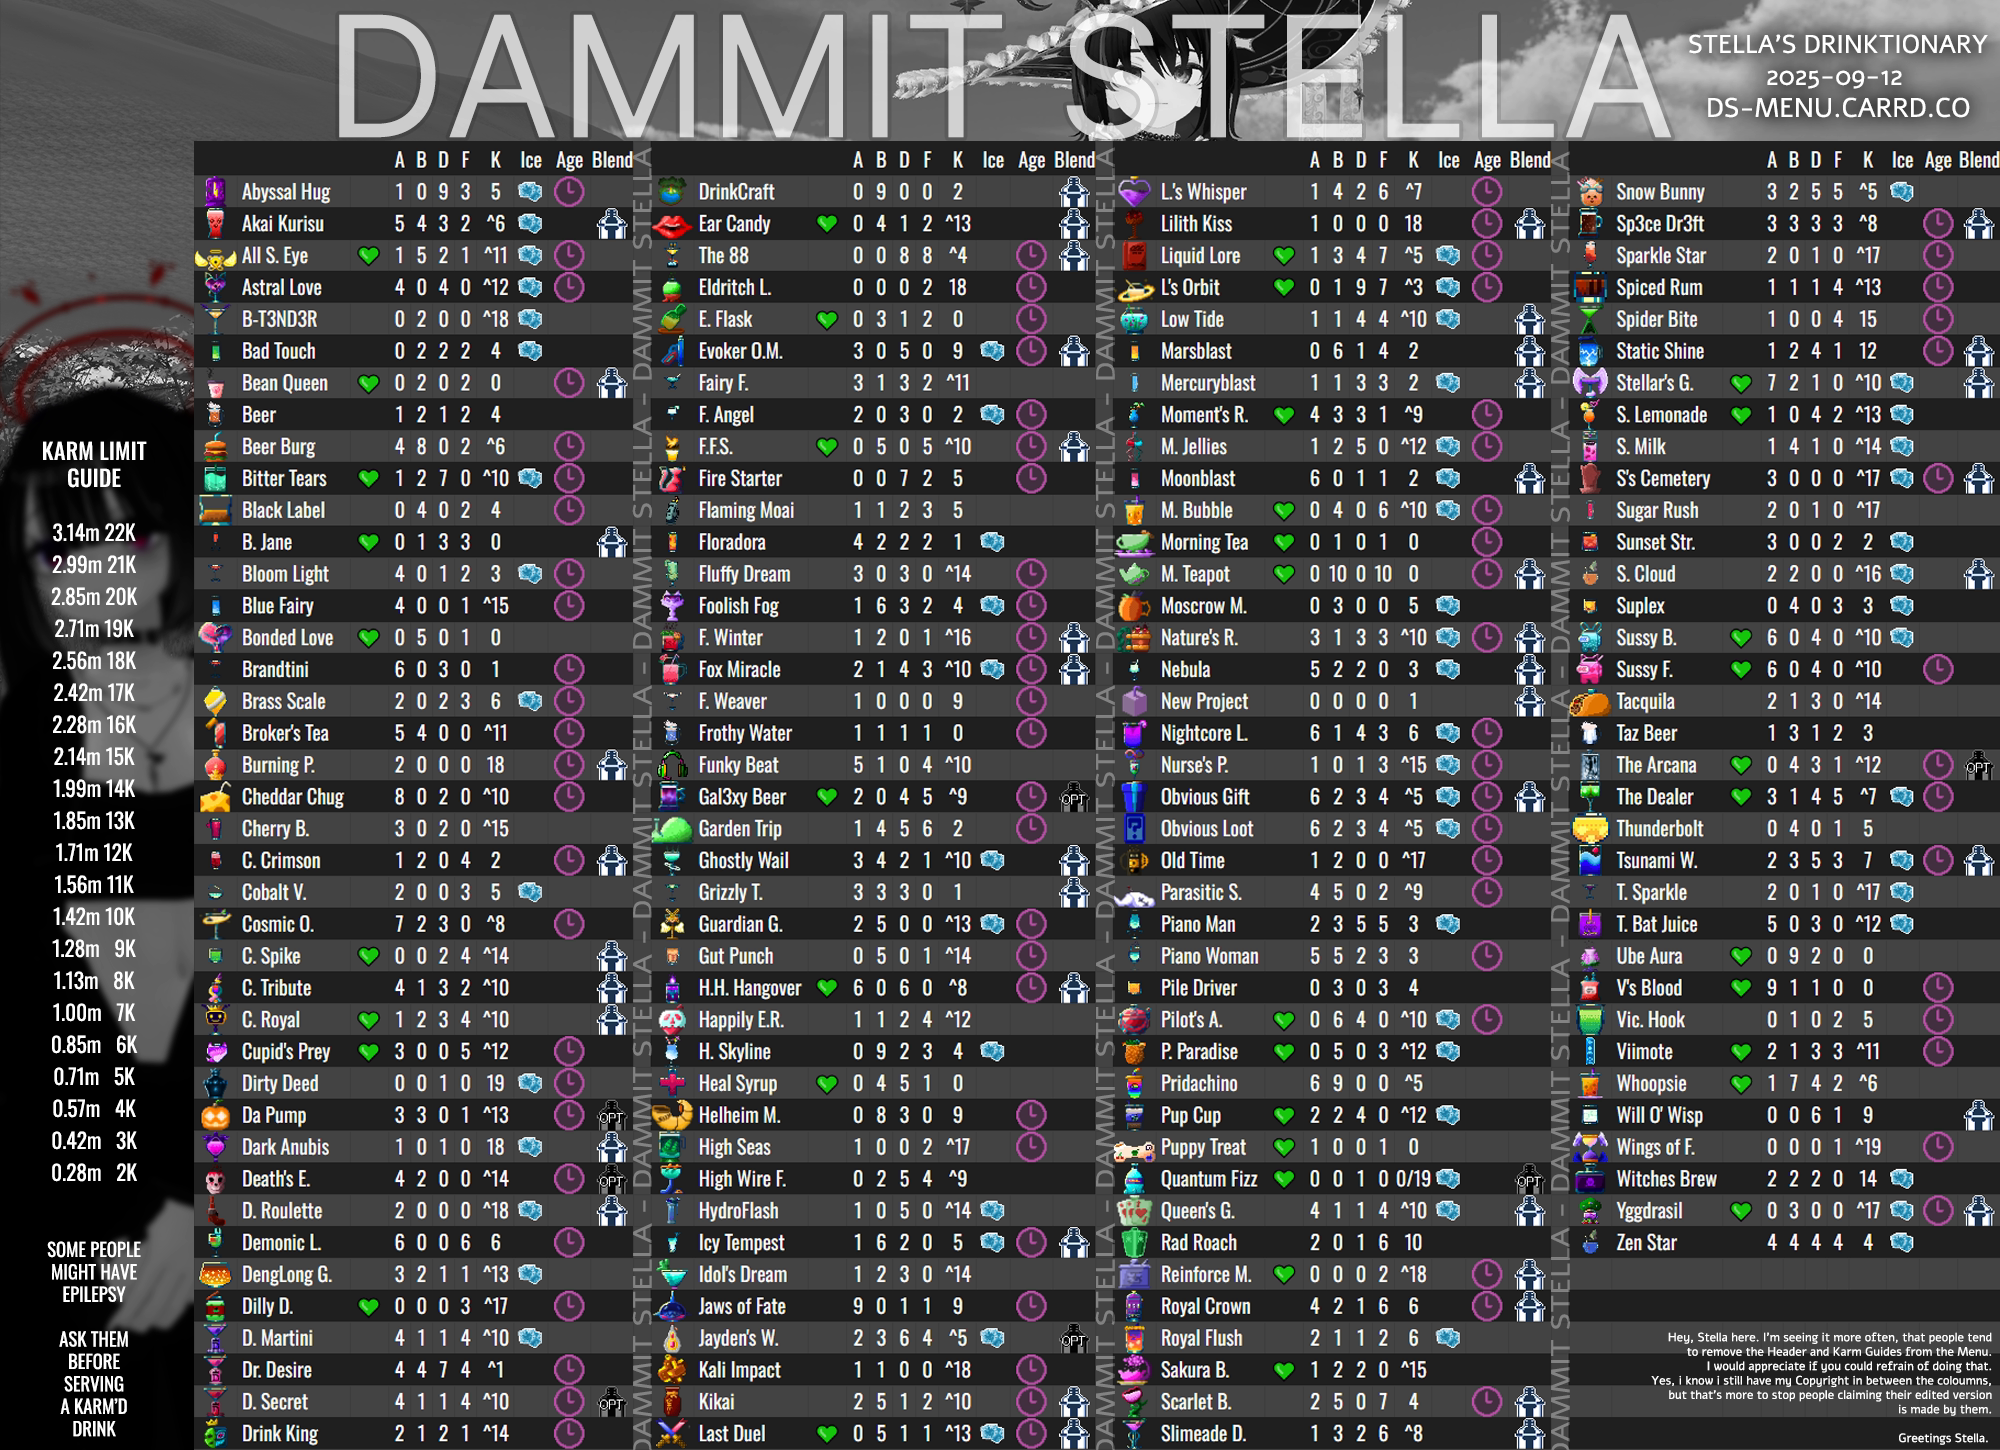 DAMMIT STELLA
STELLA'S DRINKTIONARY
2025-09-12
DS-MENU.CARRD.CO
KARM LIMIT
GUIDE
3.14m 22K
2.99m 21K
2.85m 20K
2.71m 19K
2.56m 18K
2.42m 17K
2.28m 16K
2.14m 15K
1.99m 14K
1.85m 13K
1.71m 12K
1.56m 11K
1.42m 10K
1.28m 9K
1.13m 8K
1.00m 7K
0.85m 6K
0.71m 5K
0.57m 4K
0.42m 3K
0.28m 2K
SOME PEOPLE
MIGHT HAVE
EPILEPSY
ASK THEM
BEFORE
SERVING
A KARM'D
DRINK
A B D F K Ice Age Blend
Abyssal Hug 1 0 9 3 5
Akai Kurisu 5 4 3 2 ^6
All S. Eye 1 5 2 1 ^11
Astral Love 4 0 4 0 ^12
B-T3ND3R 0 2 0 0 ^18
Bad Touch 0 2 2 2 4
Bean Queen 0 2 0 2 0
Beer 1 2 1 2 4
Beer Burg 4 8 0 2 ^6
Bitter Tears 1 2 7 0 ^10
Black Label 0 4 0 2 4
B. Jane 0 1 3 3 0
Bloom Light 4 0 1 2 3
Blue Fairy 4 0 0 1 ^15
Bonded Love 0 5 0 1 0
Brandtini 6 0 3 0 1
Brass Scale 2 0 2 3 6
Broker's Tea 5 4 0 0 ^11
Burning P. 2 0 0 0 18
Cheddar Chug 8 0 2 0 ^10
Cherry B. 3 0 2 0 ^15
C. Crimson 1 2 0 4 2
Cobalt V. 2 0 0 3 5
Cosmic O. 7 2 3 0 ^8
C. Spike 0 0 2 4 ^14
C. Tribute 4 1 3 2 ^10
C. Royal 1 2 3 4 ^10
Cupid's Prey 3 0 0 5 ^12
Dirty Deed 0 0 1 0 19
Da Pump 3 3 0 1 ^13 OPT
Dark Anubis 1 0 1 0 18
Death's E. 4 2 0 0 ^14 OPT
D. Roulette 2 0 0 0 ^18
Demonic L. 6 0 0 6 6
DengLong G. 3 2 1 1 ^13
Dilly D. 0 0 0 3 ^17
D. Martini 4 1 1 4 ^10
Dr. Desire 4 4 7 4 ^1
D. Secret 4 1 1 4 ^10 OPT
Drink King 2 1 2 1 ^14
DAMMIT STELLA - DAMMIT STELLA - DAMMIT STELLA - DAMMIT STELLA
A B D F K Ice Age Blend
DrinkCraft 0 9 0 0 2
Ear Candy 0 4 1 2 ^13
The 88 0 0 8 8 ^4
Eldritch L. 0 0 0 2 18
E. Flask 0 3 1 2 0
Evoker O.M. 3 0 5 0 9
Fairy F. 3 1 3 2 ^11
F. Angel 2 0 3 0 2
F.F.S. 0 5 0 5 ^10
Fire Starter 0 0 7 2 5
Flaming Moai 1 1 2 3 5
Floradora 4 2 2 2 1
Fluffy Dream 3 0 3 0 ^14
Foolish Fog 1 6 3 2 4
F. Winter 1 2 0 1 ^16
Fox Miracle 2 1 4 3 ^10
F. Weaver 1 0 0 0 9
Frothy Water 1 1 1 1 0
Funky Beat 5 1 0 4 ^10
Gal3xy Beer 2 0 4 5 ^9 OPT
Garden Trip 1 4 5 6 2
Ghostly Wail 3 4 2 1 ^10
Grizzly T. 3 3 3 0 1
Guardian G. 2 5 0 0 ^13
Gut Punch 0 5 0 1 ^14
H.H. Hangover 6 0 6 0 ^8
Happily E.R. 1 1 2 4 ^12
H. Skyline 0 9 2 3 4
Heal Syrup 0 4 5 1 0
Helheim M. 0 8 3 0 9
High Seas 1 0 0 2 ^17
High Wire F. 0 2 5 4 ^9
HydroFlash 1 0 5 0 ^14
Icy Tempest 1 6 2 0 5
Idol's Dream 1 2 3 0 ^14
Jaws of Fate 9 0 1 1 9
Jayden's W. 2 3 6 4 ^5 OPT
Kali Impact 1 1 0 0 ^18
Kikai 2 5 1 2 ^10
Last Duel 0 5 1 1 ^13
DAMMIT STELLA - DAMMIT STELLA - DAMMIT STELLA - DAMMIT STELLA
A B D F K Ice Age Blend
L.'s Whisper 1 4 2 6 ^7
Lilith Kiss 1 0 0 0 18
Liquid Lore 1 3 4 7 ^5
L's Orbit 0 1 9 7 ^3
Low Tide 1 1 4 4 ^10
Marsblast 0 6 1 4 2
Mercuryblast 1 1 3 3 2
Moment's R. 4 3 3 1 ^9
M. Jellies 1 2 5 0 ^12
Moonblast 6 0 1 1 2
M. Bubble 0 4 0 6 ^10
Morning Tea 0 1 0 1 0
M. Teapot 0 10 0 10 0
Moscrow M. 0 3 0 0 5
Nature's R. 3 1 3 3 ^10
Nebula 5 2 2 0 3
New Project 0 0 0 0 1
Nightcore L. 6 1 4 3 6
Nurse's P. 1 0 1 3 ^15
Obvious Gift 6 2 3 4 ^5
Obvious Loot 6 2 3 4 ^5
Old Time 1 2 0 0 ^17
Parasitic S. 4 5 0 2 ^9
Piano Man 2 3 5 5 3
Piano Woman 5 5 2 3 3
Pile Driver 0 3 0 3 4
Pilot's A. 0 6 4 0 ^10
P. Paradise 0 5 0 3 ^12
Pridachino 6 9 0 0 ^5
Pup Cup 2 2 4 0 ^12
Puppy Treat 1 0 0 1 0
Quantum Fizz 0 0 1 0 0/19 OPT
Queen's G. 4 1 1 4 ^10
Rad Roach 2 0 1 6 10
Reinforce M. 0 0 0 2 ^18
Royal Crown 4 2 1 6 6
Royal Flush 2 1 1 2 6
Sakura B. 1 2 2 0 ^15
Scarlet B. 2 5 0 7 4
Slimeade D. 1 3 2 6 ^8
DAMMIT STELLA - DAMMIT STELLA - DAMMIT STELLA - DAMMIT STELLA
A B D F K Ice Age Blend
Snow Bunny 3 2 5 5 ^5
Sp3ce Dr3ft 3 3 3 3 ^8
Sparkle Star 2 0 1 0 ^17
Spiced Rum 1 1 1 4 ^13
Spider Bite 1 0 0 4 15
Static Shine 1 2 4 1 12
Stellar's G. 7 2 1 0 ^10
S. Lemonade 1 0 4 2 ^13
S. Milk 1 4 1 0 ^14
S's Cemetery 3 0 0 0 ^17
Sugar Rush 2 0 1 0 ^17
Sunset Str. 3 0 0 2 2
S. Cloud 2 2 0 0 ^16
Suplex 0 4 0 3 3
Sussy B. 6 0 4 0 ^10
Sussy F. 6 0 4 0 ^10
Tacquila 2 1 3 0 ^14
Taz Beer 1 3 1 2 3
The Arcana 0 4 3 1 ^12 OPT
The Dealer 3 1 4 5 ^7
Thunderbolt 0 4 0 1 5
Tsunami W. 2 3 5 3 7
T. Sparkle 2 0 1 0 ^17
T. Bat Juice 5 0 3 0 ^12
Ube Aura 0 9 2 0 0
V's Blood 9 1 1 0 0
Vic. Hook 0 1 0 2 5
Viimote 2 1 3 3 ^11
Whoopsie 1 7 4 2 ^6
Will O' Wisp 0 0 6 1 9
Wings of F. 0 0 0 1 ^19
Witches Brew 2 2 2 0 14
Yggdrasil 0 3 0 0 ^17
Zen Star 4 4 4 4 4
Hey, Stella here. I'm seeing it more often, that people tend
to remove the Header and Karm Guides from the Menu.
I would appreciate if you could refrain of doing that.
Yes, i know i still have my Copyright in between the coloumns,
but that's more to stop people claiming their edited version
is made by them.
Greetings Stella.